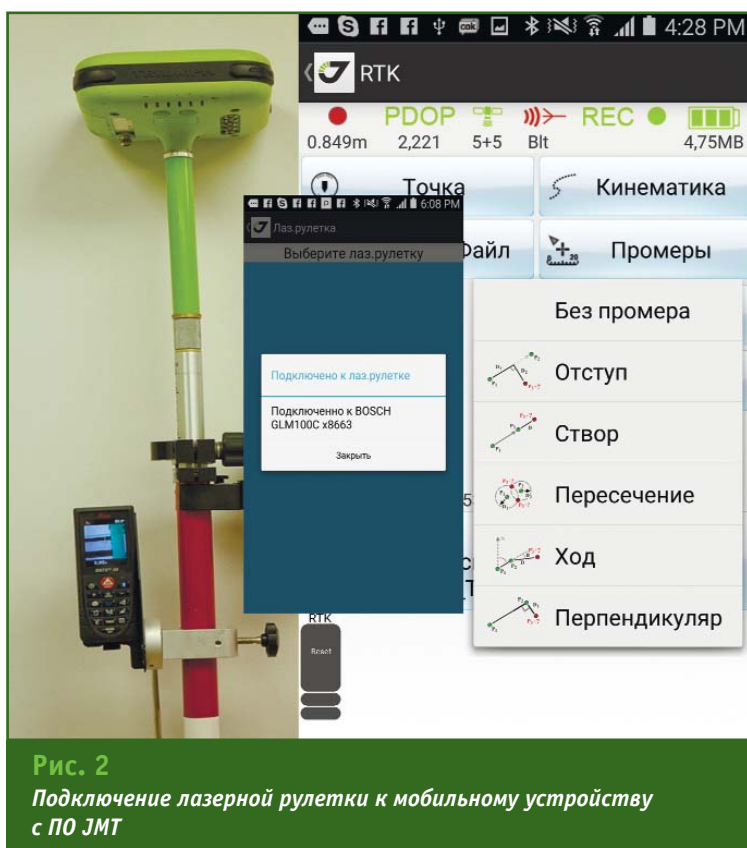 4:28 PM
RTK
PDOP REC
0.849m 2,221 5+5 Blt 4,75MB
Точка Кинематика
Файл Промеры
6:08 PM
Лаз.рулетка
Выберите лаз.рулетку
Подключено к лаз.рулетке
Подключенно к BOSCH
GLM100C x8663
Закрыть
Без промера
Отступ
Створ
Пересечение
Ход
Перпендикуляр
RTK
Reset
Рис. 2
Подключение лазерной рулетки к мобильному устройству
с ПО JMT